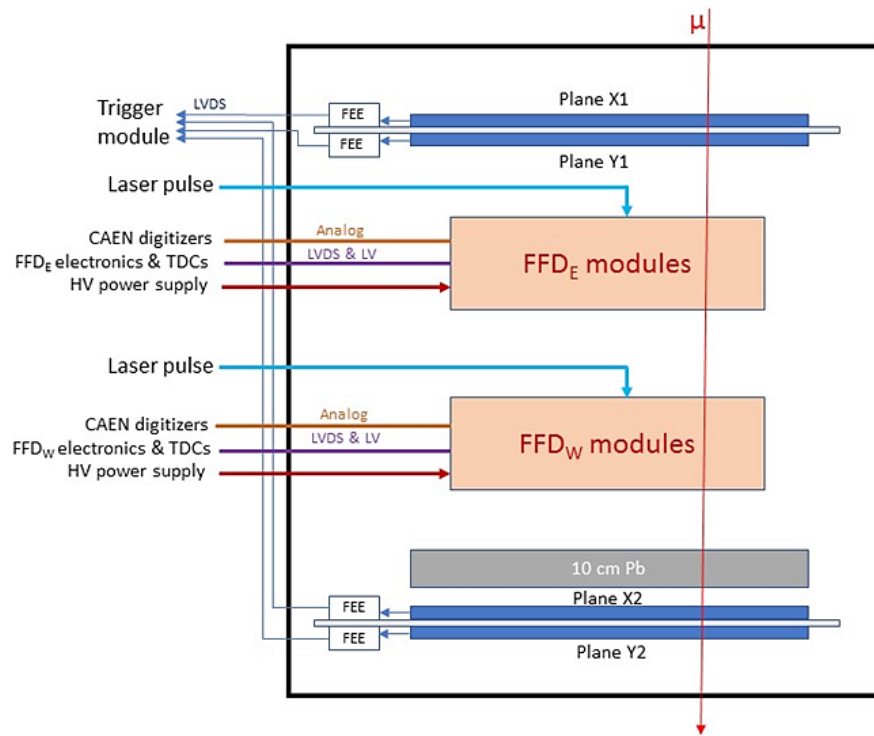 μ
Plane X1
LVDS
FEE
Trigger
module
FEE
Plane Y1
Laser pulse
CAEN digitizers
Analog
FFDE electronics & TDCs
LVDS & LV
FFDE modules
HV power supply
Laser pulse
CAEN digitizers
Analog
FFDW electronics & TDCs
LVDS & LV
FFDW modules
HV power supply
10 cm Pb
Plane X2
FEE
FEE
Plane Y2